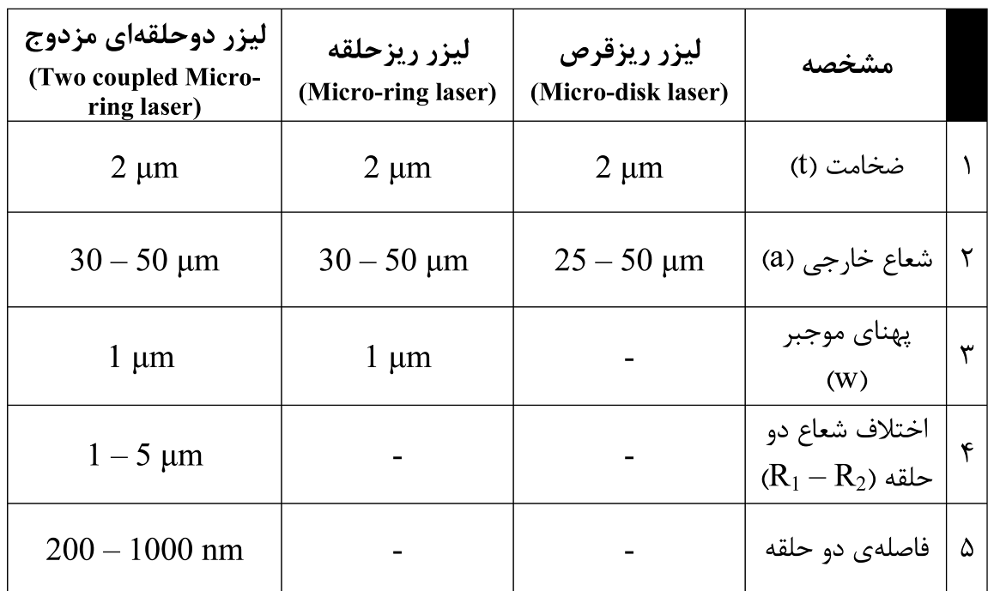 مشخصه
لیزر ریزقرص
(Micro-disk laser)
لیزر ریزحلقه
(Micro-ring laser)
لیزر دوحلقه‌ای مزدوج
(Two coupled Micro-
ring laser)
۱
ضخامت (t)
2 μm
2 μm
2 μm
۲
شعاع خارجی (a)
25 – 50 μm
30 – 50 μm
30 – 50 μm
۳
پهنای موجبر
(w)
-
1 μm
1 μm
۴
اختلاف شعاع دو
حلقه (R₁ – R₂)
-
-
1 – 5 μm
۵
فاصله‌ی دو حلقه
-
-
200 – 1000 nm